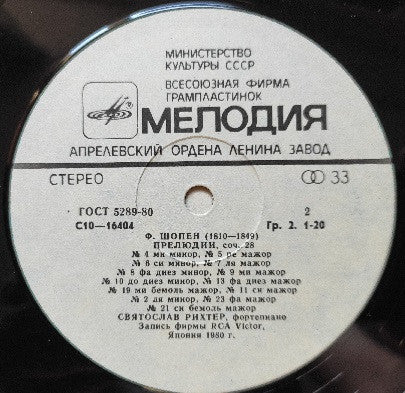 МИНИСТЕРСТВО
КУЛЬТУРЫ СССР
ВСЕСОЮЗНАЯ ФИРМА
ГРАМПЛАСТИНОК
МЕЛОДИЯ
АПРЕЛЕВСКИЙ ОРДЕНА ЛЕНИНА ЗАВОД
СТЕРЕО 33
ГОСТ 5289-80 2
С10—16404 Гр. 2. 1-20
Ф. ШОПЕН (1810—1849)
ПРЕЛЮДИИ, соч. 28
№ 4 ми минор, № 5 ре мажор
№ 6 си минор, № 7 ля мажор
№ 8 фа диез минор, № 9 ми мажор
№ 10 до диез минор, № 13 фа диез мажор
№ 19 ми бемоль мажор, № 11 си мажор
№ 2 ля минор, № 23 фа мажор
№ 21 си бемоль мажор
СВЯТОСЛАВ РИХТЕР, фортепиано
Запись фирмы RCA Victor,
Япония 1980 г.